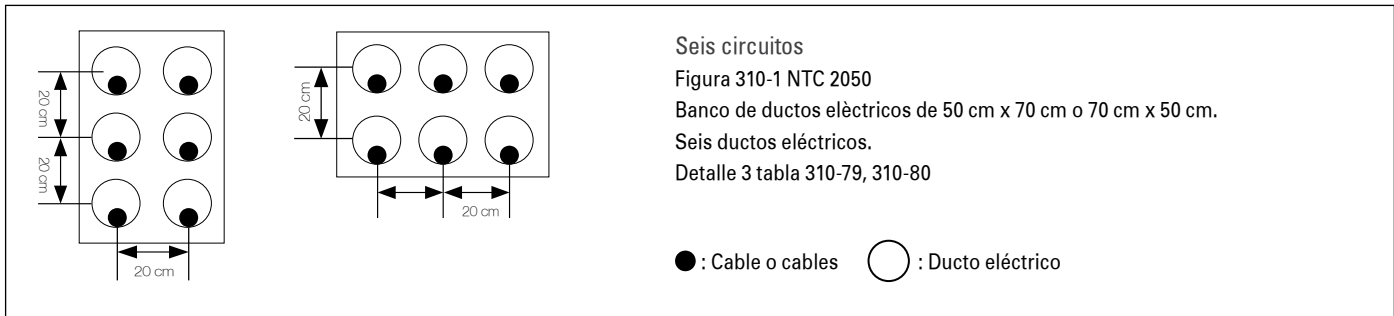 20 cm
20 cm
20 cm
20 cm
20 cm
Seis circuitos
Figura 310-1 NTC 2050
Banco de ductos elèctricos de 50 cm x 70 cm o 70 cm x 50 cm.
Seis ductos eléctricos.
Detalle 3 tabla 310-79, 310-80
: Cable o cables
: Ducto eléctrico